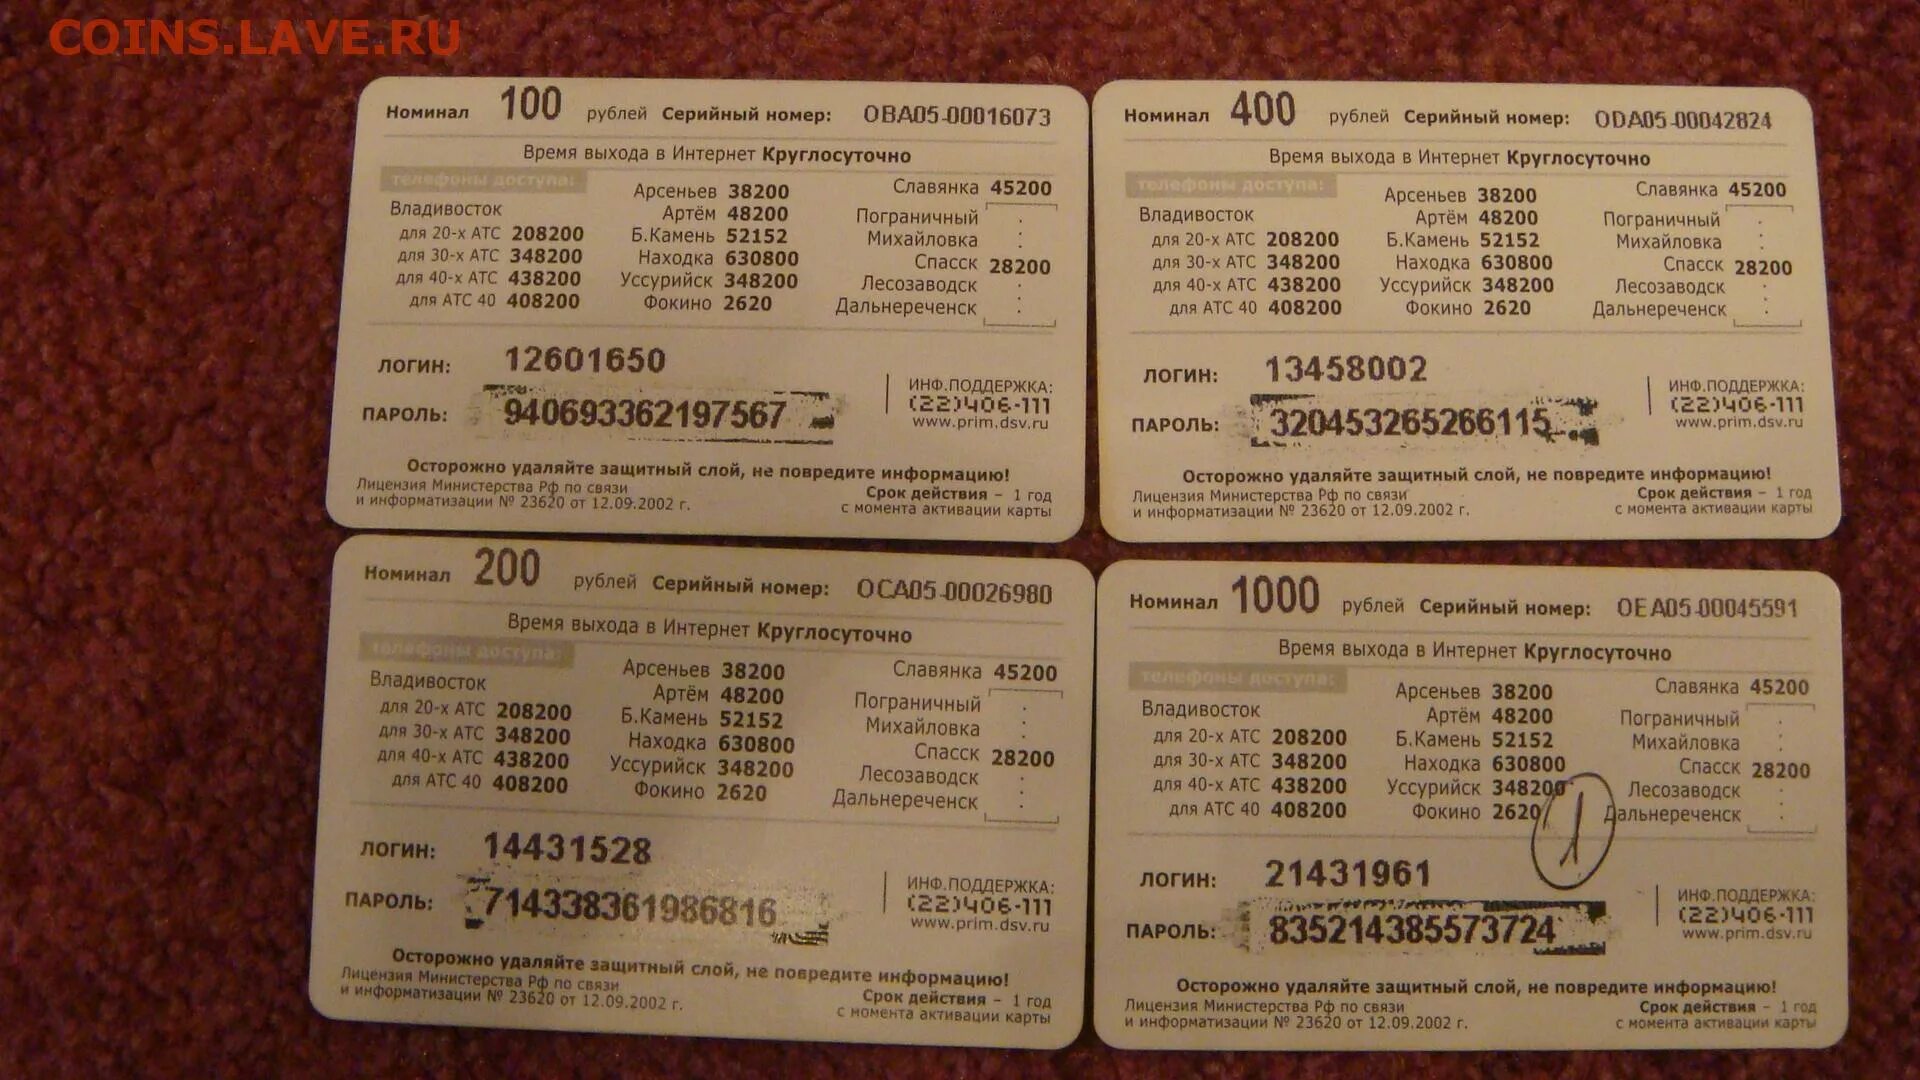 COINS.LAVE.RU
Номинал 100 рублей Серийный номер: OBA05-00016073
Время выхода в Интернет Круглосуточно
телефоны доступа:
Владивосток
для 20-х АТС 208200
для 30-х АТС 348200
для 40-х АТС 438200
для АТС 40 408200
Арсеньев 38200
Артём 48200
Б.Камень 52152
Находка 630800
Уссурийск 348200
Фокино 2620
Славянка 45200
Пограничный
Михайловка
Спасск 28200
Лесозаводск
Дальнереченск
ЛОГИН: 12601650
ПАРОЛЬ: 940693362197567
ИНФ.ПОДДЕРЖКА:
(22)406-111
www.prim.dsv.ru
Осторожно удаляйте защитный слой, не повредите информацию!
Лицензия Министерства РФ по связи
и информатизации № 23620 от 12.09.2002 г.
Срок действия – 1 год
с момента активации карты
Номинал 400 рублей Серийный номер: ODA05-00042824
Время выхода в Интернет Круглосуточно
телефоны доступа:
Владивосток
для 20-х АТС 208200
для 30-х АТС 348200
для 40-х АТС 438200
для АТС 40 408200
Арсеньев 38200
Артём 48200
Б.Камень 52152
Находка 630800
Уссурийск 348200
Фокино 2620
Славянка 45200
Пограничный
Михайловка
Спасск 28200
Лесозаводск
Дальнереченск
ЛОГИН: 13458002
ПАРОЛЬ: 320453265266115
ИНФ.ПОДДЕРЖКА:
(22)406-111
www.prim.dsv.ru
Осторожно удаляйте защитный слой, не повредите информацию!
Лицензия Министерства РФ по связи
и информатизации № 23620 от 12.09.2002 г.
Срок действия – 1 год
с момента активации карты
Номинал 200 рублей Серийный номер: OCA05-00026980
Время выхода в Интернет Круглосуточно
телефоны доступа:
Владивосток
для 20-х АТС 208200
для 30-х АТС 348200
для 40-х АТС 438200
для АТС 40 408200
Арсеньев 38200
Артём 48200
Б.Камень 52152
Находка 630800
Уссурийск 348200
Фокино 2620
Славянка 45200
Пограничный
Михайловка
Спасск 28200
Лесозаводск
Дальнереченск
ЛОГИН: 14431528
ПАРОЛЬ: 714338361986816
ИНФ.ПОДДЕРЖКА:
(22)406-111
www.prim.dsv.ru
Осторожно удаляйте защитный слой, не повредите информацию!
Лицензия Министерства РФ по связи
и информатизации № 23620 от 12.09.2002 г.
Срок действия – 1 год
с момента активации карты
Номинал 1000 рублей Серийный номер: OEA05-00045591
Время выхода в Интернет Круглосуточно
телефоны доступа:
Владивосток
для 20-х АТС 208200
для 30-х АТС 348200
для 40-х АТС 438200
для АТС 40 408200
Арсеньев 38200
Артём 48200
Б.Камень 52152
Находка 630800
Уссурийск 348200
Фокино 2620
1
Славянка 45200
Пограничный
Михайловка
Спасск 28200
Лесозаводск
Дальнереченск
ЛОГИН: 21431961
ПАРОЛЬ: 835214385573724
ИНФ.ПОДДЕРЖКА:
(22)406-111
www.prim.dsv.ru
Осторожно удаляйте защитный слой, не повредите информацию!
Лицензия Министерства РФ по связи
и информатизации № 23620 от 12.09.2002 г.
Срок действия – 1 год
с момента активации карты